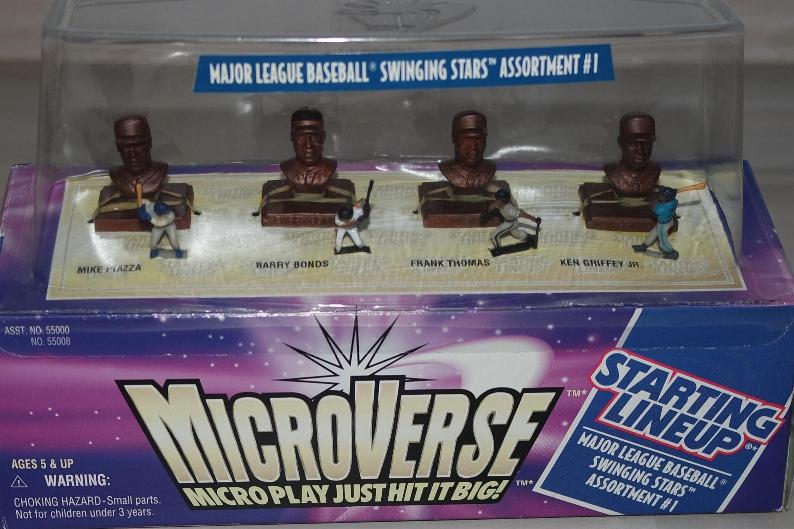 MAJOR LEAGUE BASEBALL® SWINGING STARS™ ASSORTMENT #1
MIKE PIAZZA
BARRY BONDS
FRANK THOMAS
KEN GRIFFEY JR.
ASST. NO. 55000
NO. 55008
MICROVERSE™*
MICRO PLAY JUST HIT IT BIG!™*
STARTING
LINEUP®*
MAJOR LEAGUE BASEBALL®
SWINGING STARS™
ASSORTMENT #1
AGES 5 & UP
⚠ WARNING:
CHOKING HAZARD-Small parts.
Not for children under 3 years.